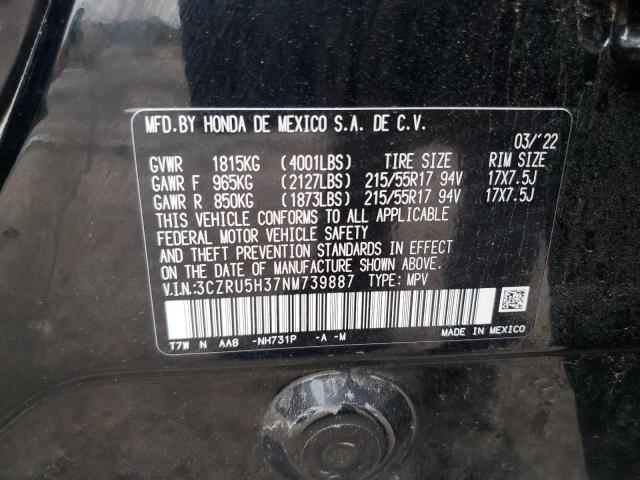 MFD.BY HONDA DE MEXICO S.A. DE C.V.
03/'22
GVWR 1815KG (4001LBS) TIRE SIZE RIM SIZE
GAWR F 965KG (2127LBS) 215/55R17 94V 17X7.5J
GAWR R 850KG (1873LBS) 215/55R17 94V 17X7.5J
THIS VEHICLE CONFORMS TO ALL APPLICABLE
FEDERAL MOTOR VEHICLE SAFETY
AND THEFT PREVENTION STANDARDS IN EFFECT
ON THE DATE OF MANUFACTURE SHOWN ABOVE.
V.I.N.:3CZRU5H37NM739887 TYPE: MPV
T7W N AA8 -NH731P -A -M MADE IN MEXICO